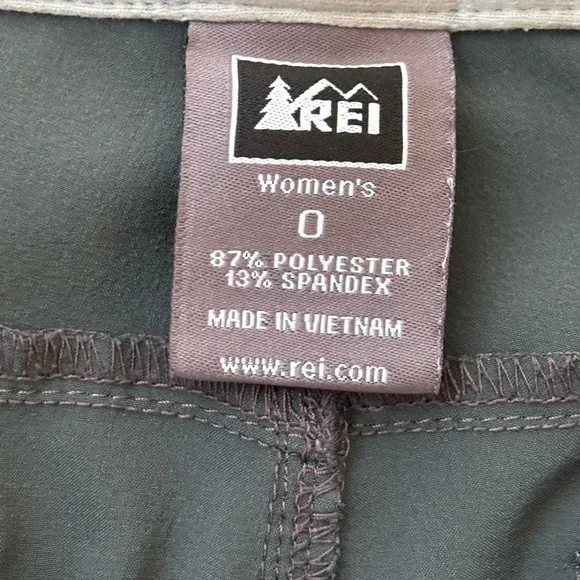 REI
Women's
0
87% POLYESTER
13% SPANDEX
MADE IN VIETNAM
www.rei.com